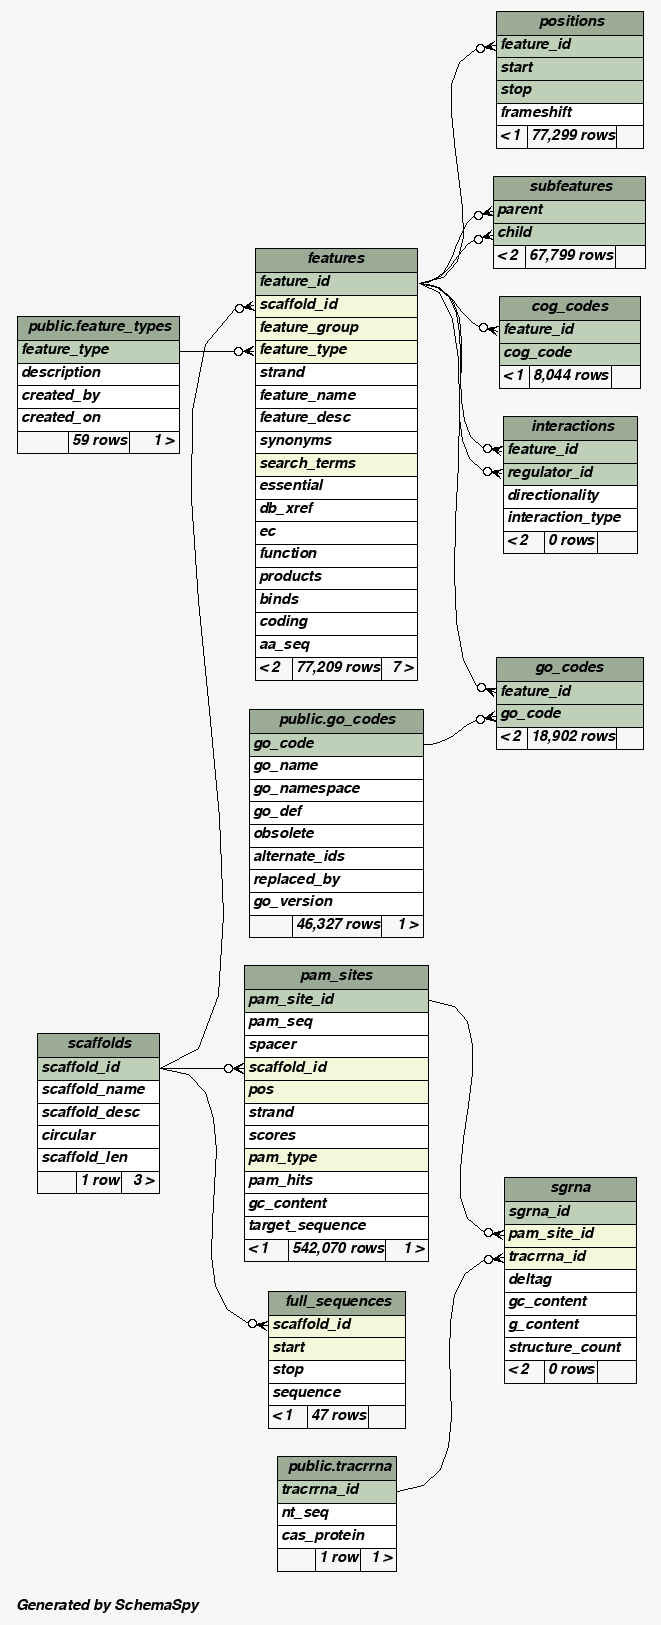 positions
feature_id
start
stop
frameshift
< 1 77,299 rows
subfeatures
parent
child
< 2 67,799 rows
features
feature_id
scaffold_id
feature_group
feature_type
strand
feature_name
feature_desc
synonyms
search_terms
essential
db_xref
ec
function
products
binds
coding
aa_seq
< 2 77,209 rows 7 >
cog_codes
feature_id
cog_code
< 1 8,044 rows
public.feature_types
feature_type
description
created_by
created_on
59 rows 1 >
interactions
feature_id
regulator_id
directionality
interaction_type
< 2 0 rows
go_codes
feature_id
go_code
< 2 18,902 rows
public.go_codes
go_code
go_name
go_namespace
go_def
obsolete
alternate_ids
replaced_by
go_version
46,327 rows 1 >
pam_sites
pam_site_id
pam_seq
spacer
scaffold_id
pos
strand
scores
pam_type
pam_hits
gc_content
target_sequence
< 1 542,070 rows 1 >
scaffolds
scaffold_id
scaffold_name
scaffold_desc
circular
scaffold_len
1 row 3 >
sgrna
sgrna_id
pam_site_id
tracrrna_id
deltag
gc_content
g_content
structure_count
< 2 0 rows
full_sequences
scaffold_id
start
stop
sequence
< 1 47 rows
public.tracrrna
tracrrna_id
nt_seq
cas_protein
1 row 1 >
Generated by SchemaSpy